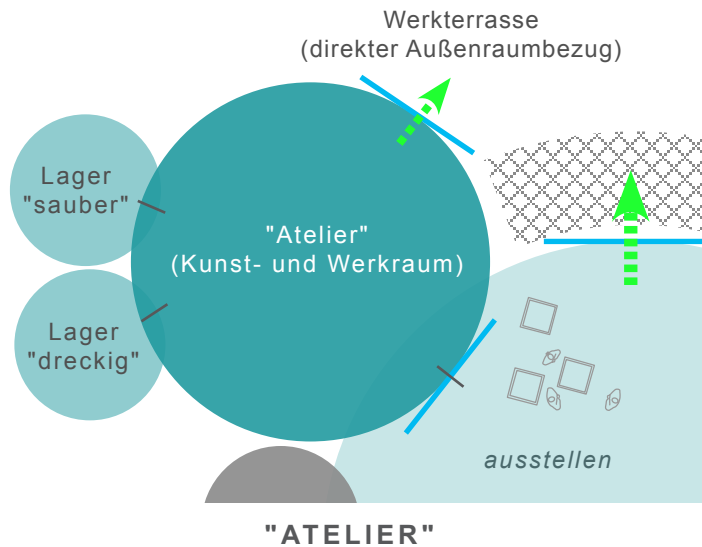 Werkterrasse
(direkter Außenraumbezug)
Lager
"sauber"
"Atelier"
(Kunst- und Werkraum)
Lager
"dreckig"
ausstellen
"ATELIER"